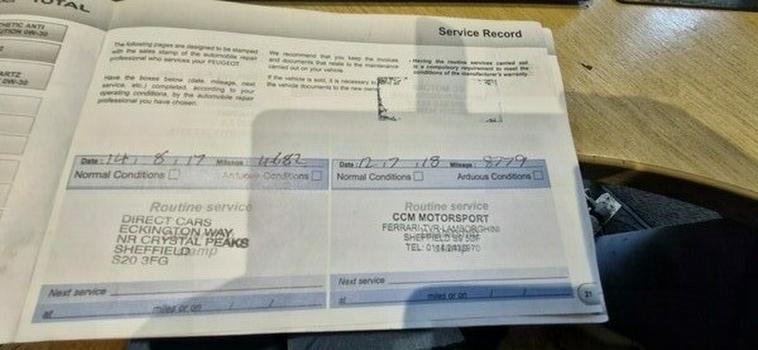 TOTAL
Service Record
The following pages are designed to be stamped
with the sales stamp of the automobile repair
professional who services your PEUGEOT
Have the boxes below (date, mileage, next
service, etc.) completed, according to your
operating conditions, by the automobile repair
professional you have chosen.
We recommend that you keep the invoices
and documents that relate to the maintenance
carried out on your vehicle.
If the vehicle is sold, it is necessary to
the vehicle documents to the new owner
Having the routine services carried out
is a compulsory requirement to meet the
conditions of the manufacturer's warranty.
Date: 14, 8, 17 Mileage: 4682
Normal Conditions Arduous Conditions
Routine service
DIRECT CARS
ECKINGTON WAY
NR CRYSTAL PEAKS
SHEFFIELD
S20 3FG
Next service
at miles or on / /
Date: 12, 7, 18 Mileage: 8779
Normal Conditions Arduous Conditions
Routine service
CCM MOTORSPORT
FERRARI-TVR-LAMBORGHINI
SHEFFIELD
TEL:
Next service
at miles or on / /
21